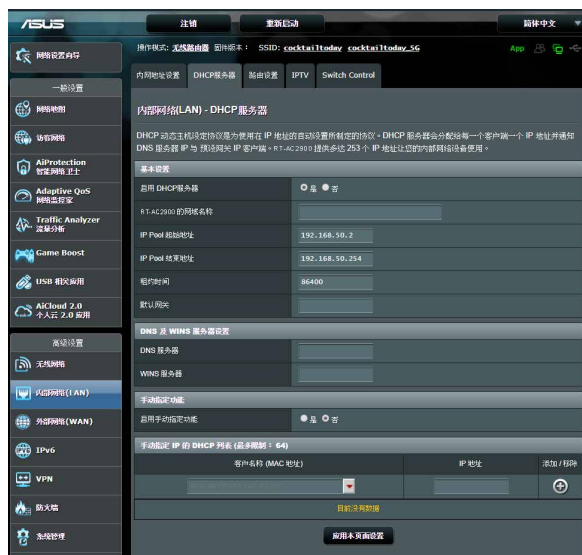 ASUS 注销 重新启动 简体中文
操作模式: 无线路由器 固件版本: SSID: cocktailtoday cocktailtoday_5G App
网络设置向导
一般设置
网络地图
访客网络
AiProtection
智能网络卫士
Adaptive QoS
网络监控家
Traffic Analyzer
流量分析
Game Boost
USB 相关应用
AiCloud 2.0
个人云 2.0 应用
高级设置
无线网络
内部网络(LAN)
外部网络(WAN)
IPv6
VPN
防火墙
系统管理
内网地址设置 DHCP服务器 路由设置 IPTV Switch Control
内部网络(LAN) - DHCP服务器
DHCP 动态主机设定协议是为使用在 IP 地址的自动设置所制定的协议。DHCP 服务器会分配给每一个客户端一个 IP 地址并通知
DNS 服务器 IP 与 预设网关 IP 客户端。RT-AC2900 提供多达 253 个 IP 地址让您的内部网络设备使用。
基本设置
启用 DHCP服务器 是 否
RT-AC2900 的网域名称
IP Pool 起始地址 192.168.50.2
IP Pool 结束地址 192.168.50.254
租约时间 86400
默认网关
DNS 及 WINS 服务器设置
DNS 服务器
WINS 服务器
手动指定功能
启用手动指定功能 是 否
手动指定 IP 的 DHCP 列表 (最多限制: 64)
客户名称 (MAC 地址) IP 地址 添加 / 移除
目前没有数据
应用本页面设置